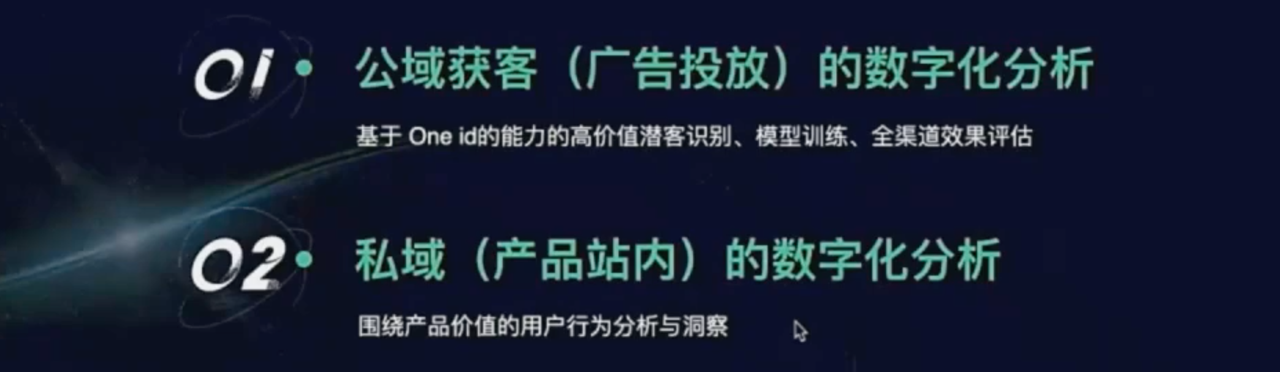 01
公域获客（广告投放）的数字化分析
基于 One id的能力的高价值潜客识别、模型训练、全渠道效果评估
02
私域（产品站内）的数字化分析
围绕产品价值的用户行为分析与洞察